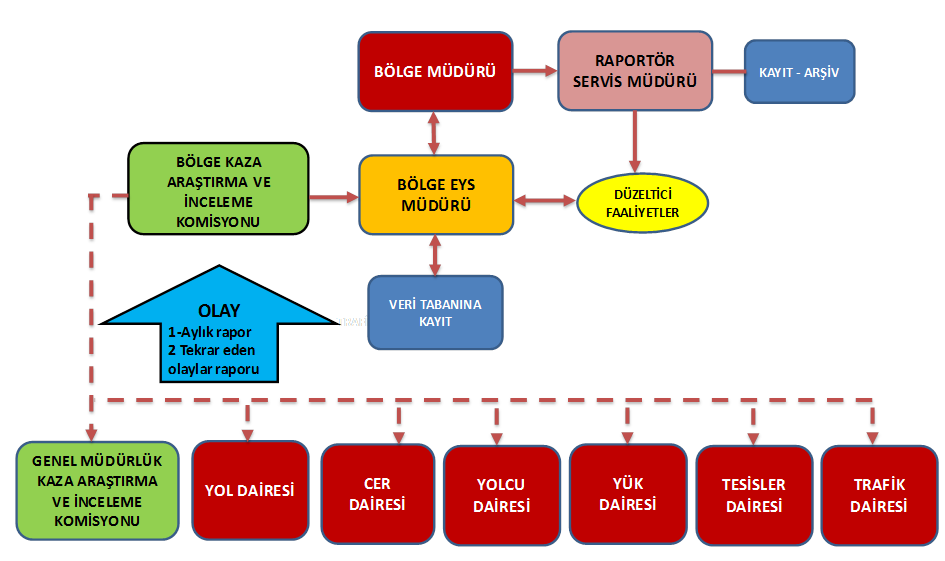 BÖLGE MÜDÜRÜ
RAPORTÖR
SERVİS MÜDÜRÜ
KAYIT - ARŞİV
BÖLGE KAZA
ARAŞTIRMA VE
İNCELEME
KOMİSYONU
BÖLGE EYS
MÜDÜRÜ
DÜZELTİCİ
FAALİYETLER
OLAY
1-Aylık rapor
2 Tekrar eden
olaylar raporu
VERİ TABANINA
KAYIT
GENEL MÜDÜRLÜK
KAZA ARAŞTIRMA
VE İNCELEME
KOMİSYONU
YOL DAİRESİ
CER
DAİRESİ
YOLCU
DAİRESİ
YÜK
DAİRESİ
TESİSLER
DAİRESİ
TRAFİK
DAİRESİ